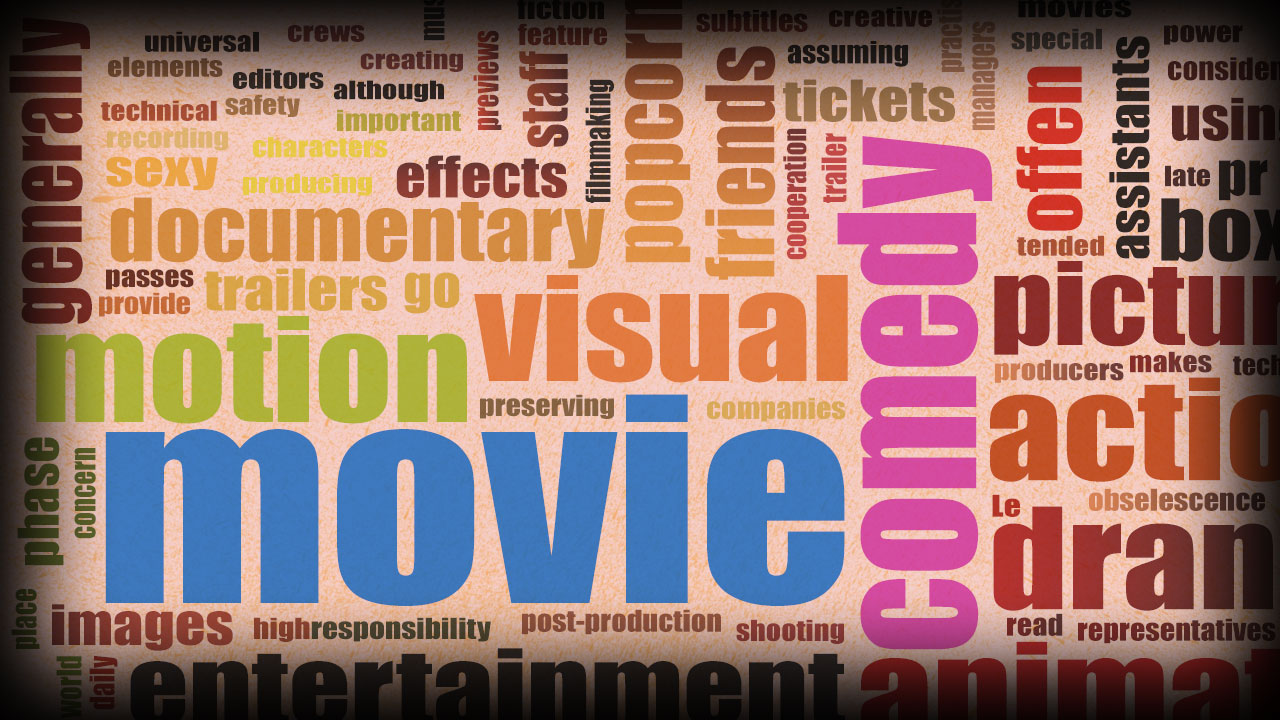 generally
universal
crews
mus
fiction
feature
popcorn
subtitles
creative
practis
movies
power
elements
editors
creating
although
previews
staff
friends
assuming
managers
special
consider
technical
safety
important
filmmaking
tickets
offen
assistants
usin
recording
characters
sexy
producing
effects
cooperation
trailer
late
pr
documentary
comedy
tended
box
passes
trailers
go
provide
visual
pictur
motion
preserving
companies
producers
makes
tech
movie
actio
phase
concern
Le
obselescence
dram
place
images
highresponsibility
post-production
shooting
read
representatives
world
daily
entertainment
animat